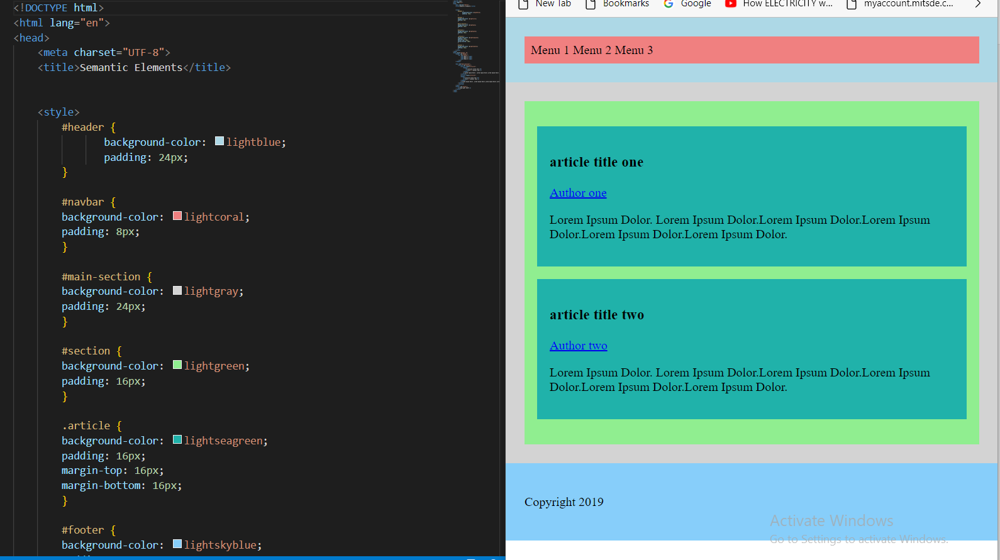 <!DOCTYPE html>
<html lang="en">
<head>
<meta charset="UTF-8">
<title>Semantic Elements</title>
<style>
#header {
background-color: lightblue;
padding: 24px;
}
#navbar {
background-color: lightcoral;
padding: 8px;
}
#main-section {
background-color: lightgray;
padding: 24px;
}
#section {
background-color: lightgreen;
padding: 16px;
}
.article {
background-color: lightseagreen;
padding: 16px;
margin-top: 16px;
margin-bottom: 16px;
}
#footer {
background-color: lightskyblue;
New Tab Bookmarks Google How ELECTRICITY w... myaccount.mitsde.c...
Menu 1 Menu 2 Menu 3
article title one
Author one
Lorem Ipsum Dolor. Lorem Ipsum Dolor.Lorem Ipsum Dolor.Lorem Ipsum
Dolor.Lorem Ipsum Dolor.Lorem Ipsum Dolor.
article title two
Author two
Lorem Ipsum Dolor. Lorem Ipsum Dolor.Lorem Ipsum Dolor.Lorem Ipsum
Dolor.Lorem Ipsum Dolor.Lorem Ipsum Dolor.
Copyright 2019
Activate Windows
Go to Settings to activate Windows.